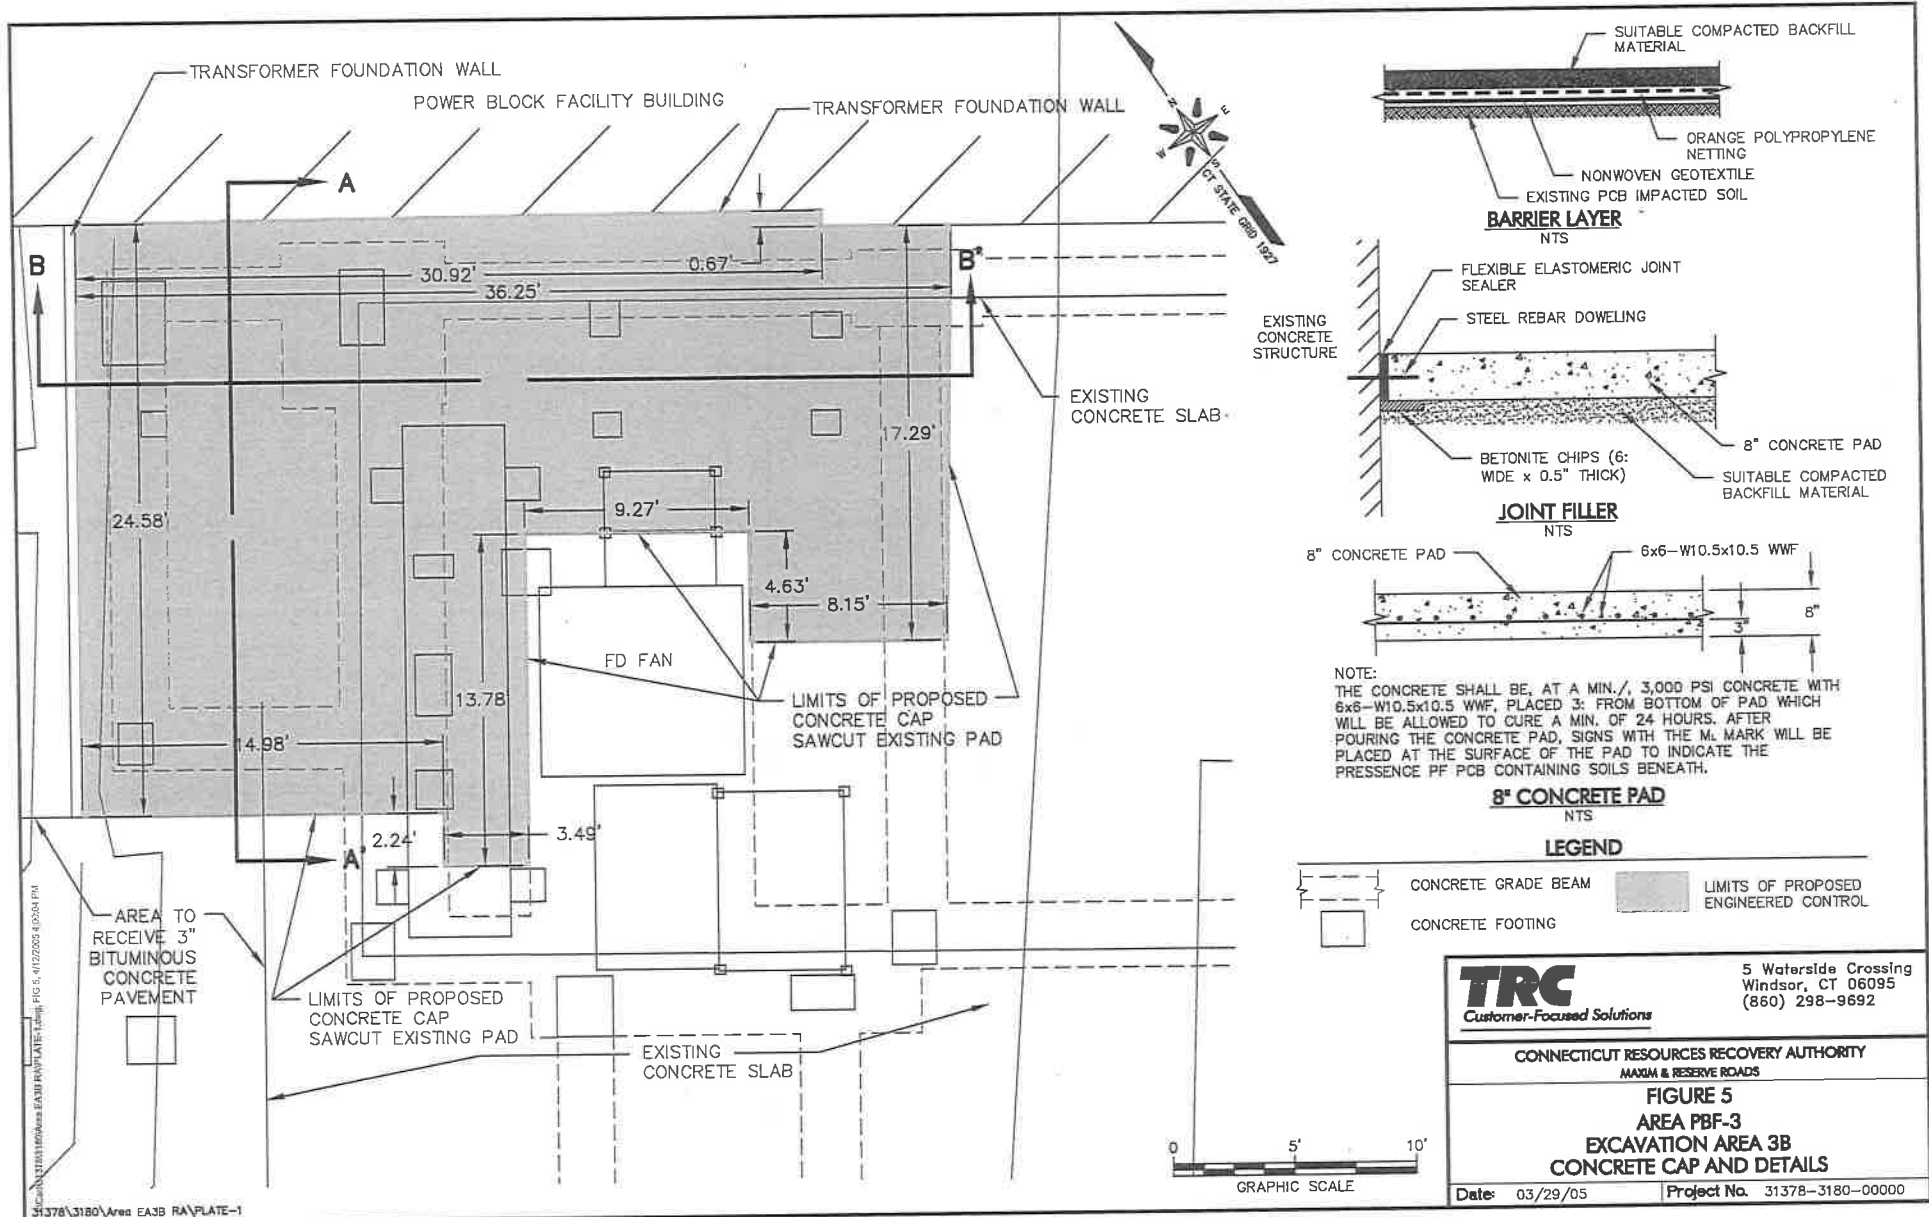 TRANSFORMER FOUNDATION WALL
POWER BLOCK FACILITY BUILDING
TRANSFORMER FOUNDATION WALL
A
B
B'
30.92'
0.67'
36.25'
17.29'
24.58'
9.27'
4.63'
8.15'
FD FAN
13.78
14.98'
2.24'
3.49'
A'
EXISTING
CONCRETE SLAB
LIMITS OF PROPOSED
CONCRETE CAP
SAWCUT EXISTING PAD
AREA TO
RECEIVE 3"
BITUMINOUS
CONCRETE
PAVEMENT
LIMITS OF PROPOSED
CONCRETE CAP
SAWCUT EXISTING PAD
EXISTING
CONCRETE SLAB
N
E
S
W
CT STATE GRID 1927
SUITABLE COMPACTED BACKFILL
MATERIAL
ORANGE POLYPROPYLENE
NETTING
NONWOVEN GEOTEXTILE
EXISTING PCB IMPACTED SOIL
BARRIER LAYER
NTS
FLEXIBLE ELASTOMERIC JOINT
SEALER
STEEL REBAR DOWELING
EXISTING
CONCRETE
STRUCTURE
8" CONCRETE PAD
BETONITE CHIPS (6:
WIDE x 0.5" THICK)
SUITABLE COMPACTED
BACKFILL MATERIAL
JOINT FILLER
NTS
8" CONCRETE PAD
6x6-W10.5x10.5 WWF
8"
3"
NOTE:
THE CONCRETE SHALL BE, AT A MIN./, 3,000 PSI CONCRETE WITH
6x6-W10.5x10.5 WWF, PLACED 3: FROM BOTTOM OF PAD WHICH
WILL BE ALLOWED TO CURE A MIN. OF 24 HOURS. AFTER
POURING THE CONCRETE PAD, SIGNS WITH THE ML MARK WILL BE
PLACED AT THE SURFACE OF THE PAD TO INDICATE THE
PRESSENCE PF PCB CONTAINING SOILS BENEATH.
8" CONCRETE PAD
NTS
LEGEND
CONCRETE GRADE BEAM
LIMITS OF PROPOSED
ENGINEERED CONTROL
CONCRETE FOOTING
TRC
Customer-Focused Solutions
5 Waterside Crossing
Windsor, CT 06095
(860) 298-9692
CONNECTICUT RESOURCES RECOVERY AUTHORITY
MAXIM & RESERVE ROADS
FIGURE 5
AREA PBF-3
EXCAVATION AREA 3B
CONCRETE CAP AND DETAILS
Date: 03/29/05
Project No. 31378-3180-00000
0
5'
10'
GRAPHIC SCALE
FIG 5, 4/12/2005
31378\3180\Area EA3B RA\PLATE-1